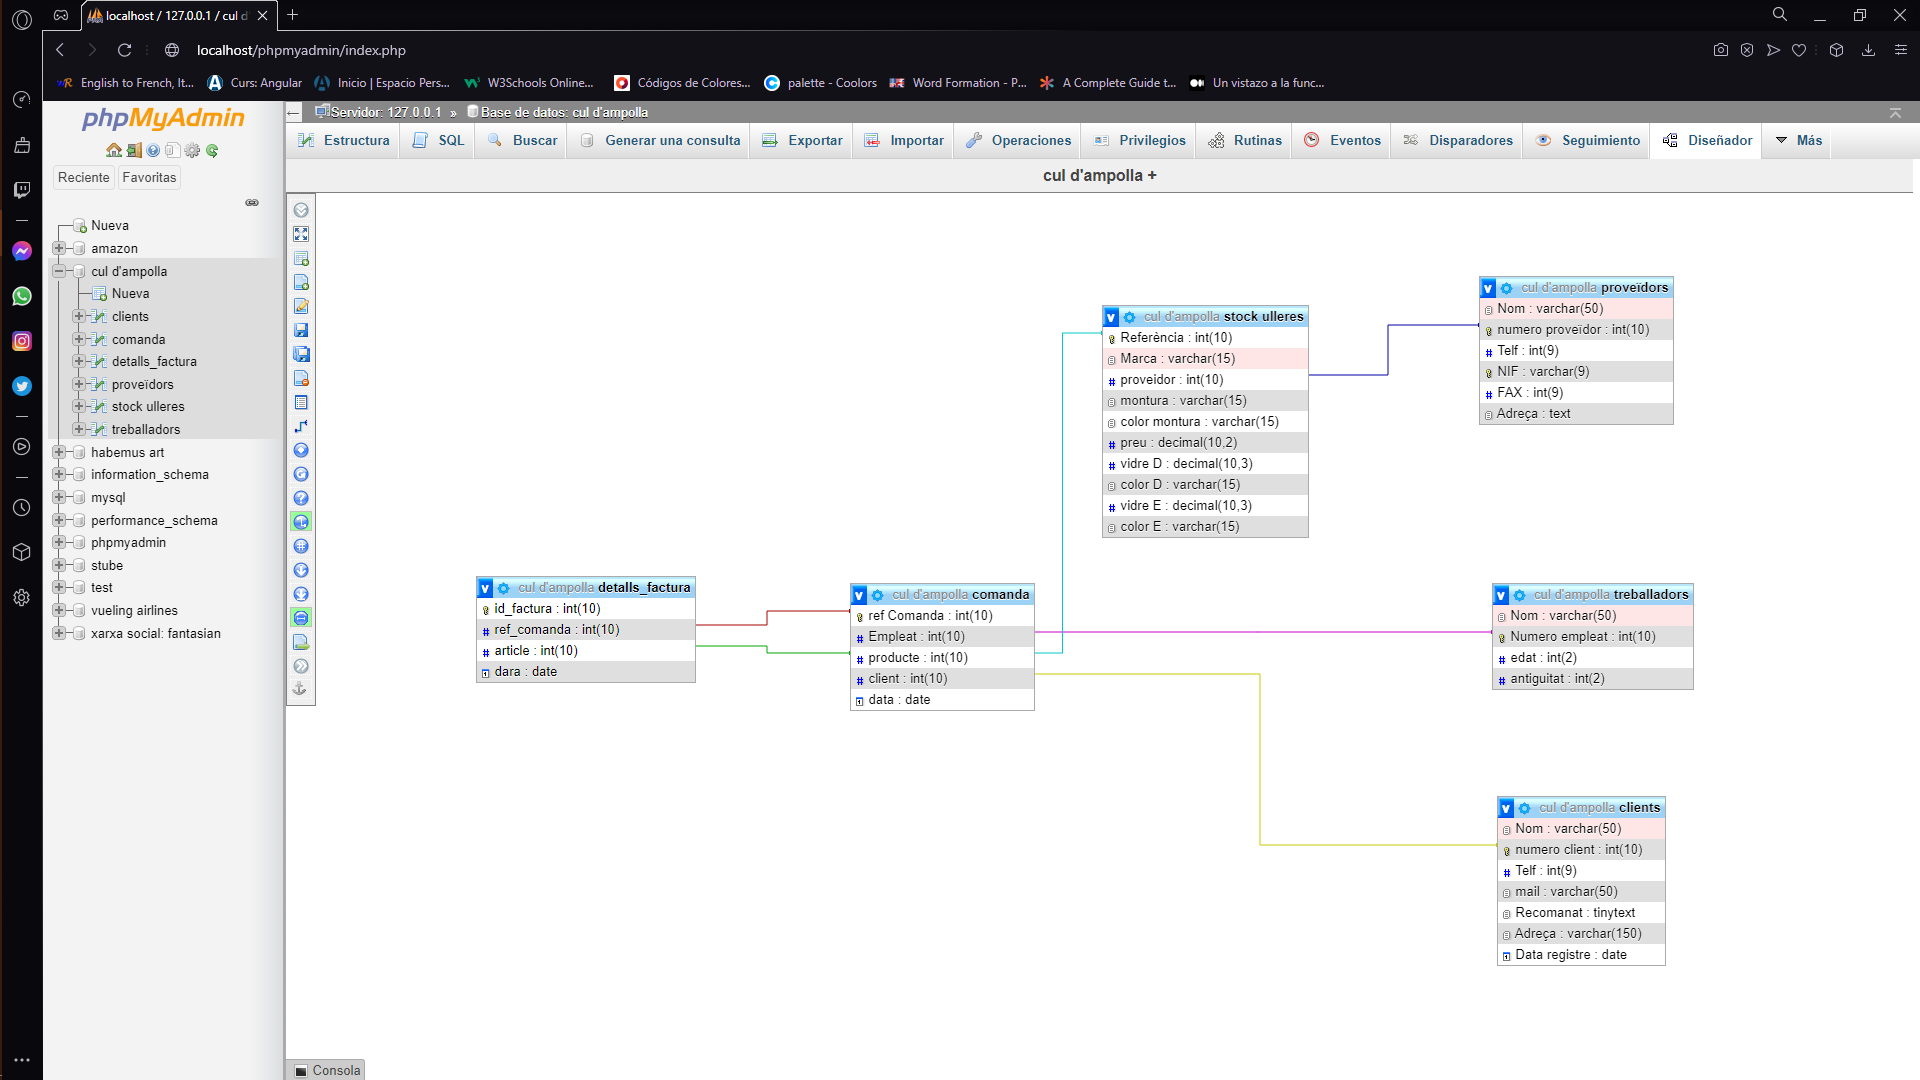 localhost / 127.0.0.1 / cul d
localhost/phpmyadmin/index.php
English to French, It...
Curs: Angular
Inicio | Espacio Pers...
W3Schools Online...
Códigos de Colores...
palette - Coolors
Word Formation - P...
A Complete Guide t...
Un vistazo a la func...
phpMyAdmin
Reciente
Favoritas
Nueva
amazon
cul d'ampolla
Nueva
clients
comanda
detalls_factura
proveïdors
stock ulleres
treballadors
habemus art
information_schema
mysql
performance_schema
phpmyadmin
stube
test
vueling airlines
xarxa social: fantasian
Servidor: 127.0.0.1 » Base de datos: cul d'ampolla
Estructura
SQL
Buscar
Generar una consulta
Exportar
Importar
Operaciones
Privilegios
Rutinas
Eventos
Disparadores
Seguimiento
Diseñador
Más
cul d'ampolla +
cul d'ampolla proveïdors
Nom : varchar(50)
numero proveïdor : int(10)
Telf : int(9)
NIF : varchar(9)
FAX : int(9)
Adreça : text
cul d'ampolla stock ulleres
Referència : int(10)
Marca : varchar(15)
proveidor : int(10)
montura : varchar(15)
color montura : varchar(15)
preu : decimal(10,2)
vidre D : decimal(10,3)
color D : varchar(15)
vidre E : decimal(10,3)
color E : varchar(15)
cul d'ampolla detalls_factura
id_factura : int(10)
ref_comanda : int(10)
article : int(10)
dara : date
cul d'ampolla comanda
ref Comanda : int(10)
Empleat : int(10)
producte : int(10)
client : int(10)
data : date
cul d'ampolla treballadors
Nom : varchar(50)
Numero empleat : int(10)
edat : int(2)
antiguitat : int(2)
cul d'ampolla clients
Nom : varchar(50)
numero client : int(10)
Telf : int(9)
mail : varchar(50)
Recomanat : tinytext
Adreça : varchar(150)
Data registre : date
Consola